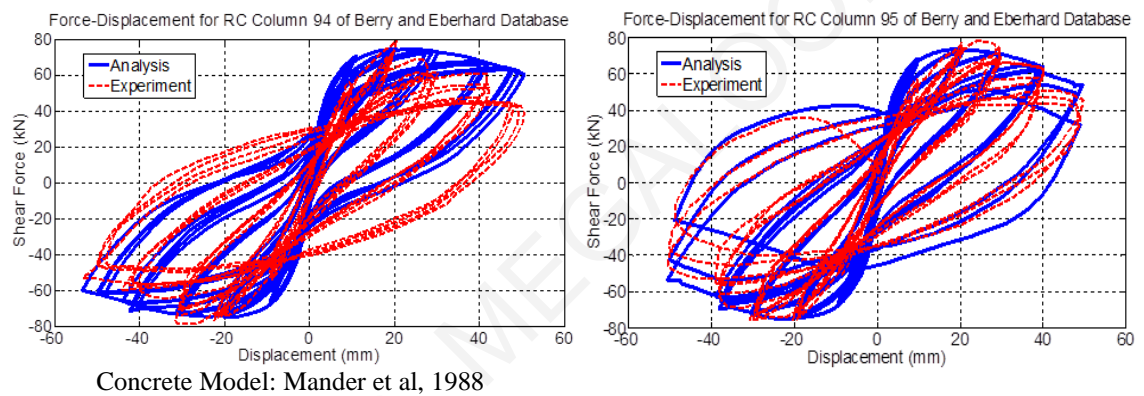 Force-Displacement for RC Column 94 of Berry and Eberhard Database
80
60
40
20
0
-20
-40
-60
-80
Shear Force (kN)
Analysis
Experiment
-60 -40 -20 0 20 40 60
Displacement (mm)
Concrete Model: Mander et al, 1988
Force-Displacement for RC Column 95 of Berry and Eberhard Database
80
60
40
20
0
-20
-40
-60
-80
Shear Force (kN)
Analysis
Experiment
-60 -40 -20 0 20 40 60
Displacement (mm)